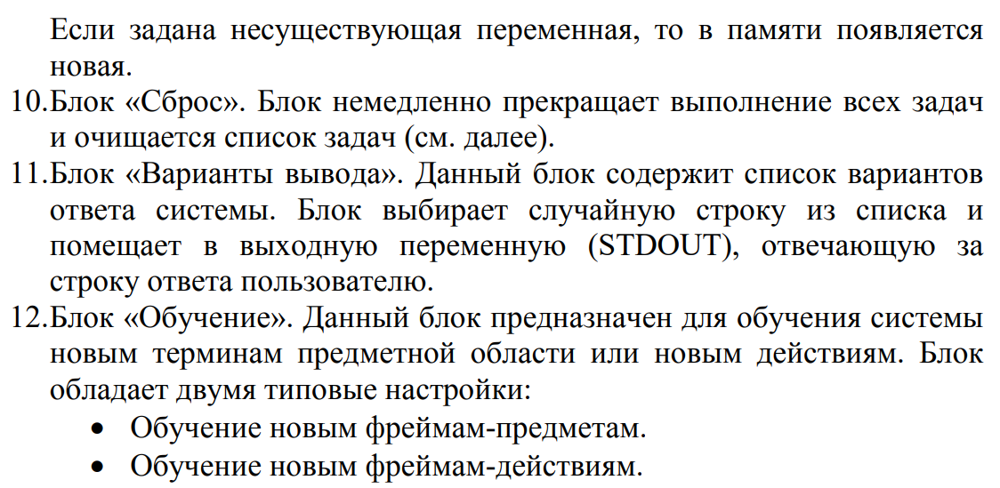 Если задана несуществующая переменная, то в памяти появляется
новая.
10.Блок «Сброс». Блок немедленно прекращает выполнение всех задач
и очищается список задач (см. далее).
11.Блок «Варианты вывода». Данный блок содержит список вариантов
ответа системы. Блок выбирает случайную строку из списка и
помещает в выходную переменную (STDOUT), отвечающую за
строку ответа пользователю.
12.Блок «Обучение». Данный блок предназначен для обучения системы
новым терминам предметной области или новым действиям. Блок
обладает двумя типовые настройки:
• Обучение новым фреймам-предметам.
• Обучение новым фреймам-действиям.